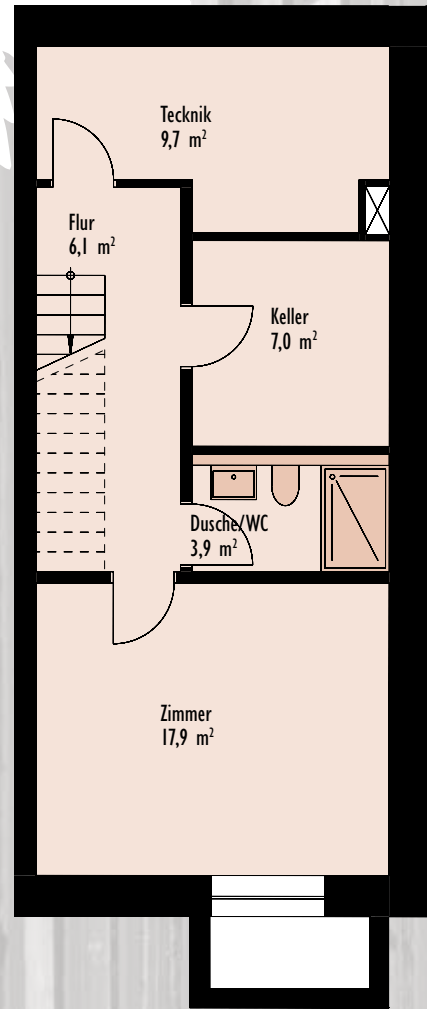 Tecknik
9,7 m²
Flur
6,1 m²
Keller
7,0 m²
Dusche/WC
3,9 m²
Zimmer
17,9 m²